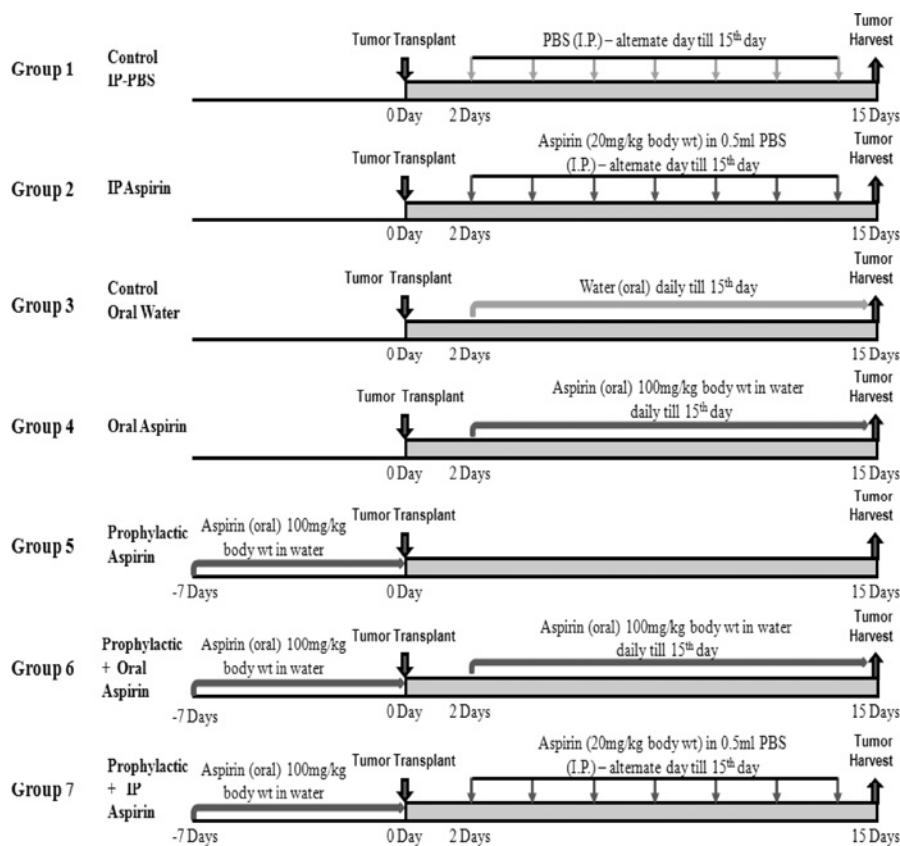 Group 1
Control
IP-PBS
Tumor Transplant
PBS (I.P.) – alternate day till 15th day
Tumor
Harvest
0 Day
2 Days
15 Days
Group 2
IP Aspirin
Tumor Transplant
Aspirin (20mg/kg body wt) in 0.5ml PBS
(I.P.) – alternate day till 15th day
Tumor
Harvest
0 Day
2 Days
15 Days
Group 3
Control
Oral Water
Tumor Transplant
Water (oral) daily till 15th day
Tumor
Harvest
0 Day
2 Days
15 Days
Group 4
Oral Aspirin
Tumor Transplant
Aspirin (oral) 100mg/kg body wt in water
daily till 15th day
Tumor
Harvest
0 Day
2 Days
15 Days
Group 5
Prophylactic
Aspirin
Aspirin (oral) 100mg/kg
body wt in water
Tumor Transplant
Tumor
Harvest
-7 Days
0 Day
15 Days
Group 6
Prophylactic
+ Oral
Aspirin
Aspirin (oral) 100mg/kg
body wt in water
Tumor Transplant
Aspirin (oral) 100mg/kg body wt in water
daily till 15th day
Tumor
Harvest
-7 Days
0 Day
2 Days
15 Days
Group 7
Prophylactic
+ IP
Aspirin
Aspirin (oral) 100mg/kg
body wt in water
Tumor Transplant
Aspirin (20mg/kg body wt) in 0.5ml PBS
(I.P.) – alternate day till 15th day
Tumor
Harvest
-7 Days
0 Day
2 Days
15 Days